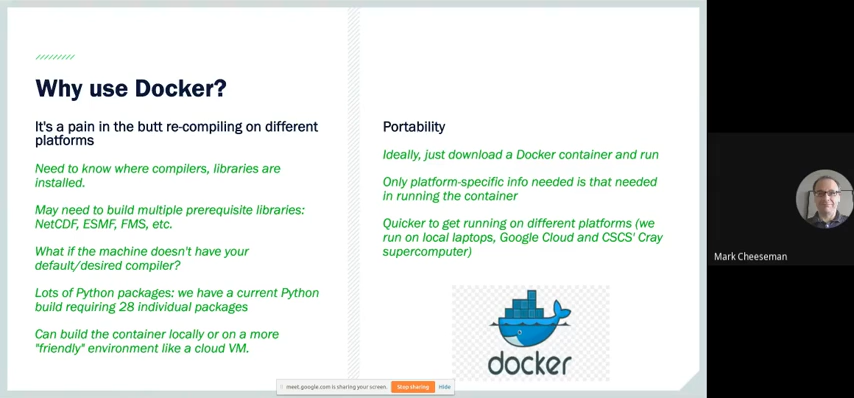 Why use Docker?
It's a pain in the butt re-compiling on different
platforms
Need to know where compilers, libraries are
installed.
May need to build multiple prerequisite libraries:
NetCDF, ESMF, FMS, etc.
What if the machine doesn't have your
default/desired compiler?
Lots of Python packages: we have a current Python
build requiring 28 individual packages
Can build the container locally or on a more
"friendly" environment like a cloud VM.
Portability
Ideally, just download a Docker container and run
Only platform-specific info needed is that needed
in running the container
Quicker to get running on different platforms (we
run on local laptops, Google Cloud and CSCS' Cray
supercomputer)
docker
meet.google.com is sharing your screen. Stop sharing Hide
Mark Cheeseman